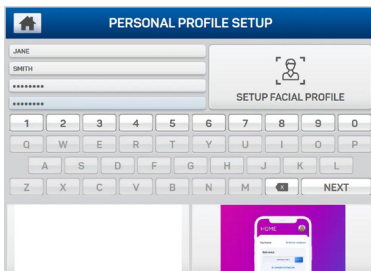 PERSONAL PROFILE SETUP
JANE
SMITH
••••••••
••••••••
SETUP FACIAL PROFILE
1 2 3 4 5 6 7 8 9 0
Q W E R T Y U I O P
A S D F G H J K L
Z X C V B N M X NEXT
HOME